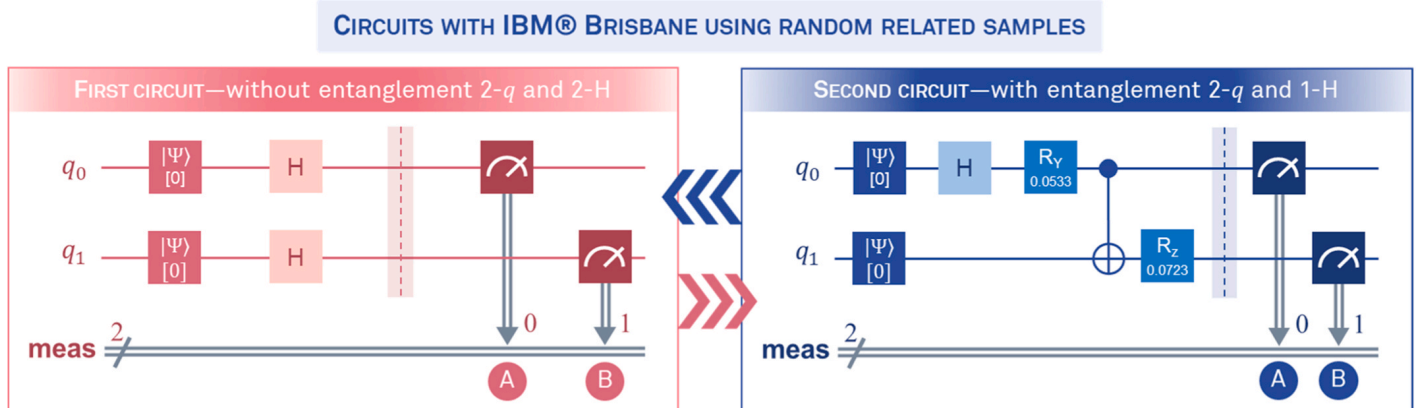 CIRCUITS WITH IBM® BRISBANE USING RANDOM RELATED SAMPLES
FIRST CIRCUIT—without entanglement 2-q and 2-H
q0 |Ψ⟩ [0] H
q1 |Ψ⟩ [0] H
meas 2 0 1
A B
SECOND CIRCUIT—with entanglement 2-q and 1-H
q0 |Ψ⟩ [0] H RY 0.0533
q1 |Ψ⟩ [0] Rz 0.0723
meas 2 0 1
A B